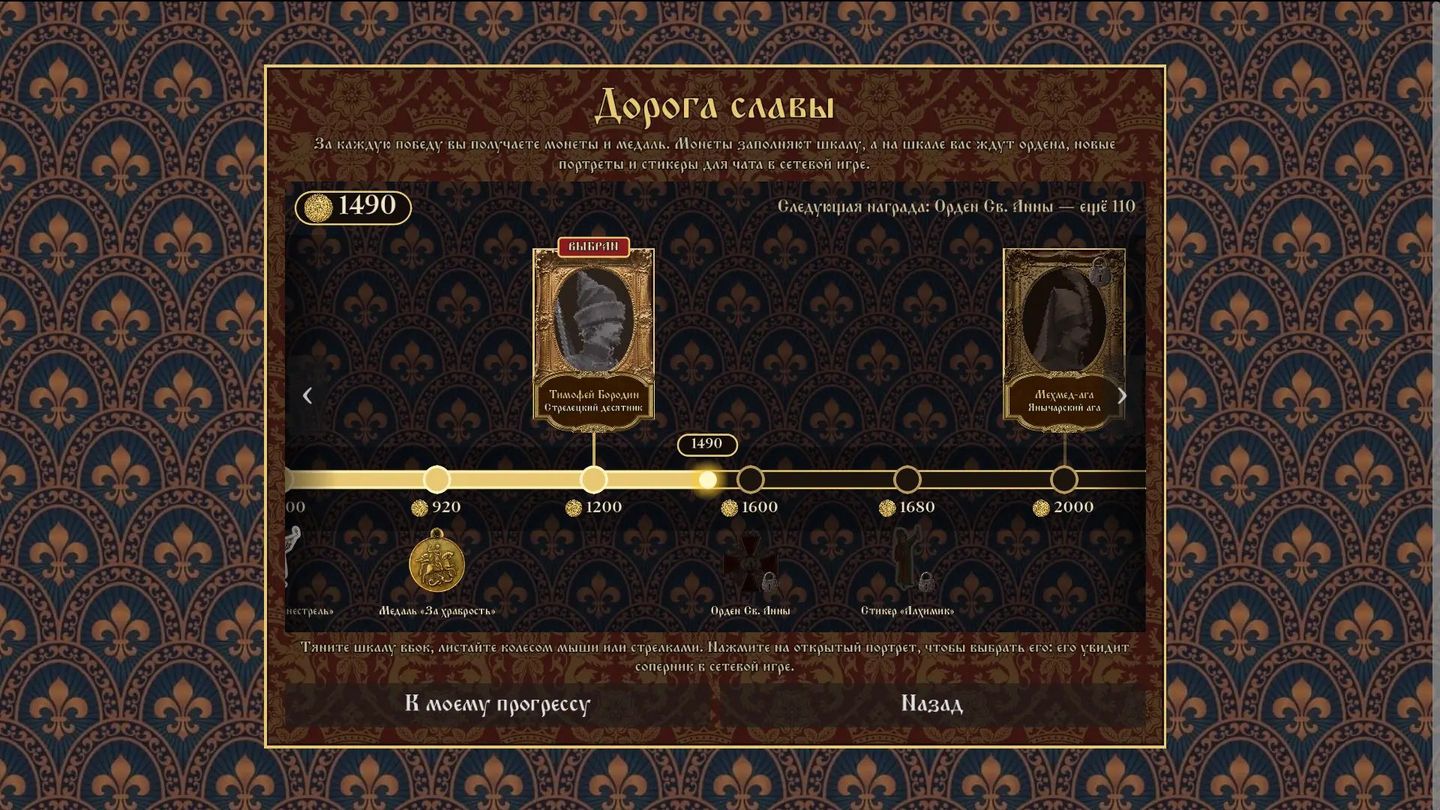 Дорога славы
За каждую победу вы получаете монеты и медаль. Монеты заполняют шкалу, а на шкале вас ждут ордена, новые
портреты и стикеры для чата в сетевой игре.
1490
Следующая награда: Орден Св. Анны — ещё 110
ВЫБРАН
Тимофей Бородин
Стрелецкий десятник
Мехмед-ага
Янычарский ага
1490
00
920
1200
1600
1680
2000
нестрель»
Медаль «За храбрость»
Орден Св. Анны
Стикер «Алхимик»
Тяните шкалу вбок, листайте колесом мыши или стрелками. Нажмите на открытый портрет, чтобы выбрать его: его увидит
соперник в сетевой игре.
К моему прогрессу
Назад